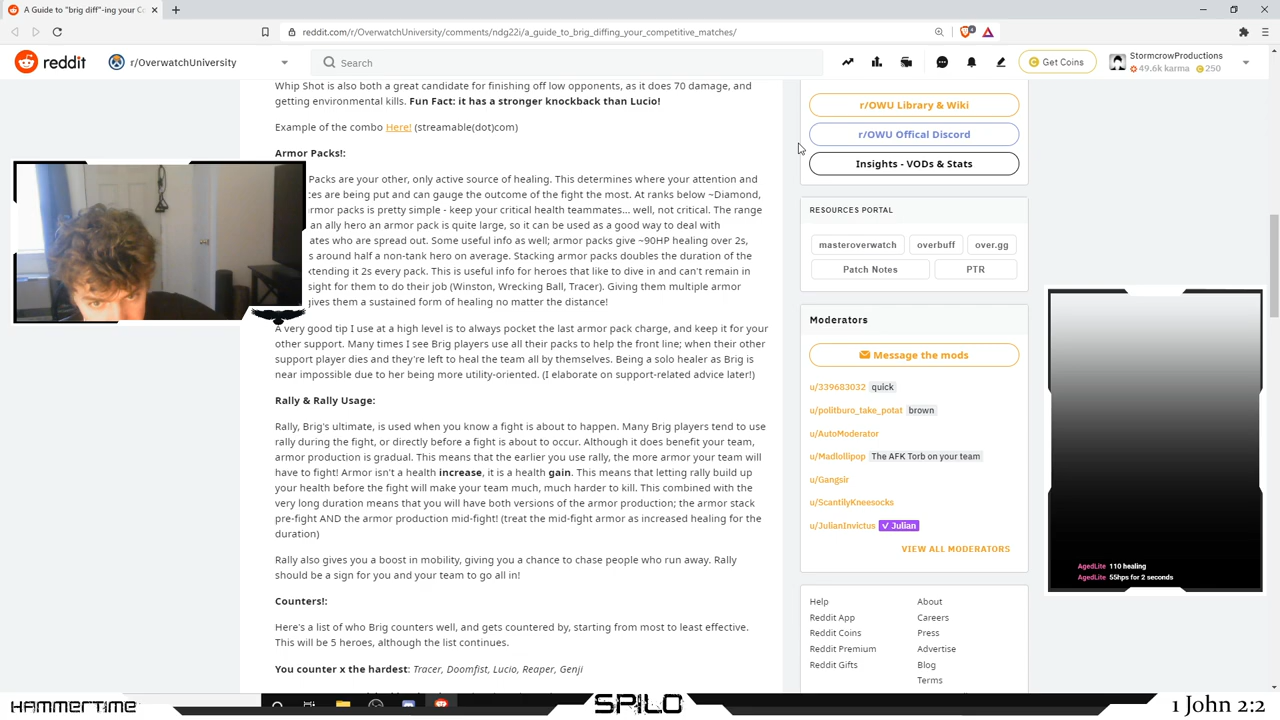 A Guide to "brig diff"-ing your C
reddit.com/r/OverwatchUniversity/comments/ndg22i/a_guide_to_brig_diffing_your_competitive_matches/
reddit
r/OverwatchUniversity
Search
Get Coins
StormcrowProductions
49.6k karma
250
Whip Shot is also both a great candidate for finishing off low opponents, as it does 70 damage, and
getting environmental kills. Fun Fact: it has a stronger knockback than Lucio!
Example of the combo Here! (streamable(dot)com)
Armor Packs!:
Packs are your other, only active source of healing. This determines where your attention and
ces are being put and can gauge the outcome of the fight the most. At ranks below ~Diamond,
rmor packs is pretty simple - keep your critical health teammates... well, not critical. The range
an ally hero an armor pack is quite large, so it can be used as a good way to deal with
ates who are spread out. Some useful info as well; armor packs give ~90HP healing over 2s,
s around half a non-tank hero on average. Stacking armor packs doubles the duration of the
xtending it 2s every pack. This is useful info for heroes that like to dive in and can't remain in
sight for them to do their job (Winston, Wrecking Ball, Tracer). Giving them multiple armor
gives them a sustained form of healing no matter the distance!
A very good tip I use at a high level is to always pocket the last armor pack charge, and keep it for your
other support. Many times I see Brig players use all their packs to help the front line; when their other
support player dies and they're left to heal the team all by themselves. Being a solo healer as Brig is
near impossible due to her being more utility-oriented. (I elaborate on support-related advice later!)
Rally & Rally Usage:
Rally, Brig's ultimate, is used when you know a fight is about to happen. Many Brig players tend to use
rally during the fight, or directly before a fight is about to occur. Although it does benefit your team,
armor production is gradual. This means that the earlier you use rally, the more armor your team will
have to fight! Armor isn't a health increase, it is a health gain. This means that letting rally build up
your health before the fight will make your team much, much harder to kill. This combined with the
very long duration means that you will have both versions of the armor production; the armor stack
pre-fight AND the armor production mid-fight! (treat the mid-fight armor as increased healing for the
duration)
Rally also gives you a boost in mobility, giving you a chance to chase people who run away. Rally
should be a sign for you and your team to go all in!
Counters!:
Here's a list of who Brig counters well, and gets countered by, starting from most to least effective.
This will be 5 heroes, although the list continues.
You counter x the hardest: Tracer, Doomfist, Lucio, Reaper, Genji
r/OWU Library & Wiki
r/OWU Offical Discord
Insights - VODs & Stats
RESOURCES PORTAL
masteroverwatch
overbuff
over.gg
Patch Notes
PTR
Moderators
Message the mods
u/339683032 quick
u/politburo_take_potat brown
u/AutoModerator
u/Madlollipop The AFK Torb on your team
u/Gangsir
u/ScantilyKneesocks
u/JulianInvictus ✓ Julian
VIEW ALL MODERATORS
Help
About
Reddit App
Careers
Reddit Coins
Press
Reddit Premium
Advertise
Reddit Gifts
Blog
Terms
AgedLite 110 healing
AgedLite 55hps for 2 seconds
HAMMERTIME
SPILO
1 John 2:2